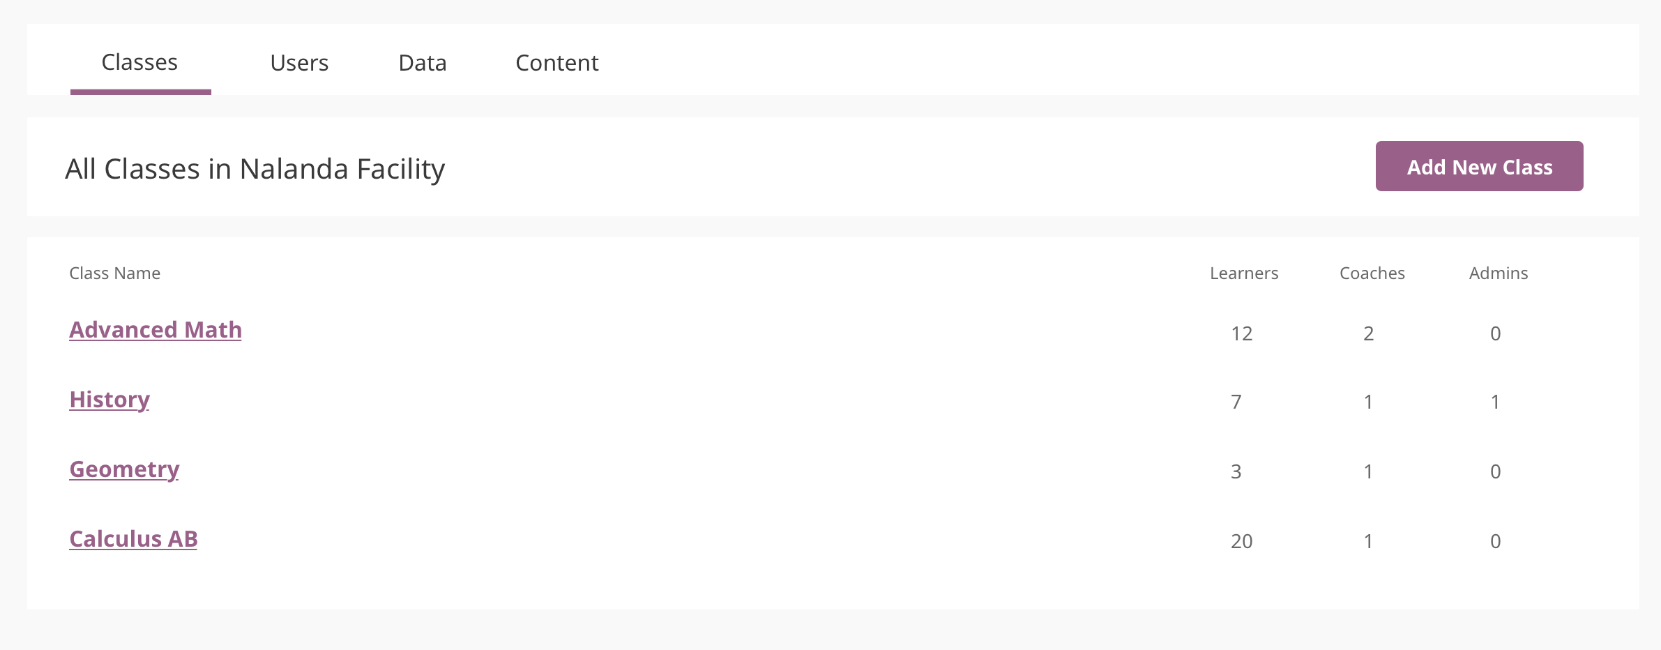 Classes Users Data Content
All Classes in Nalanda Facility Add New Class
Class Name Learners Coaches Admins
Advanced Math 12 2 0
History 7 1 1
Geometry 3 1 0
Calculus AB 20 1 0